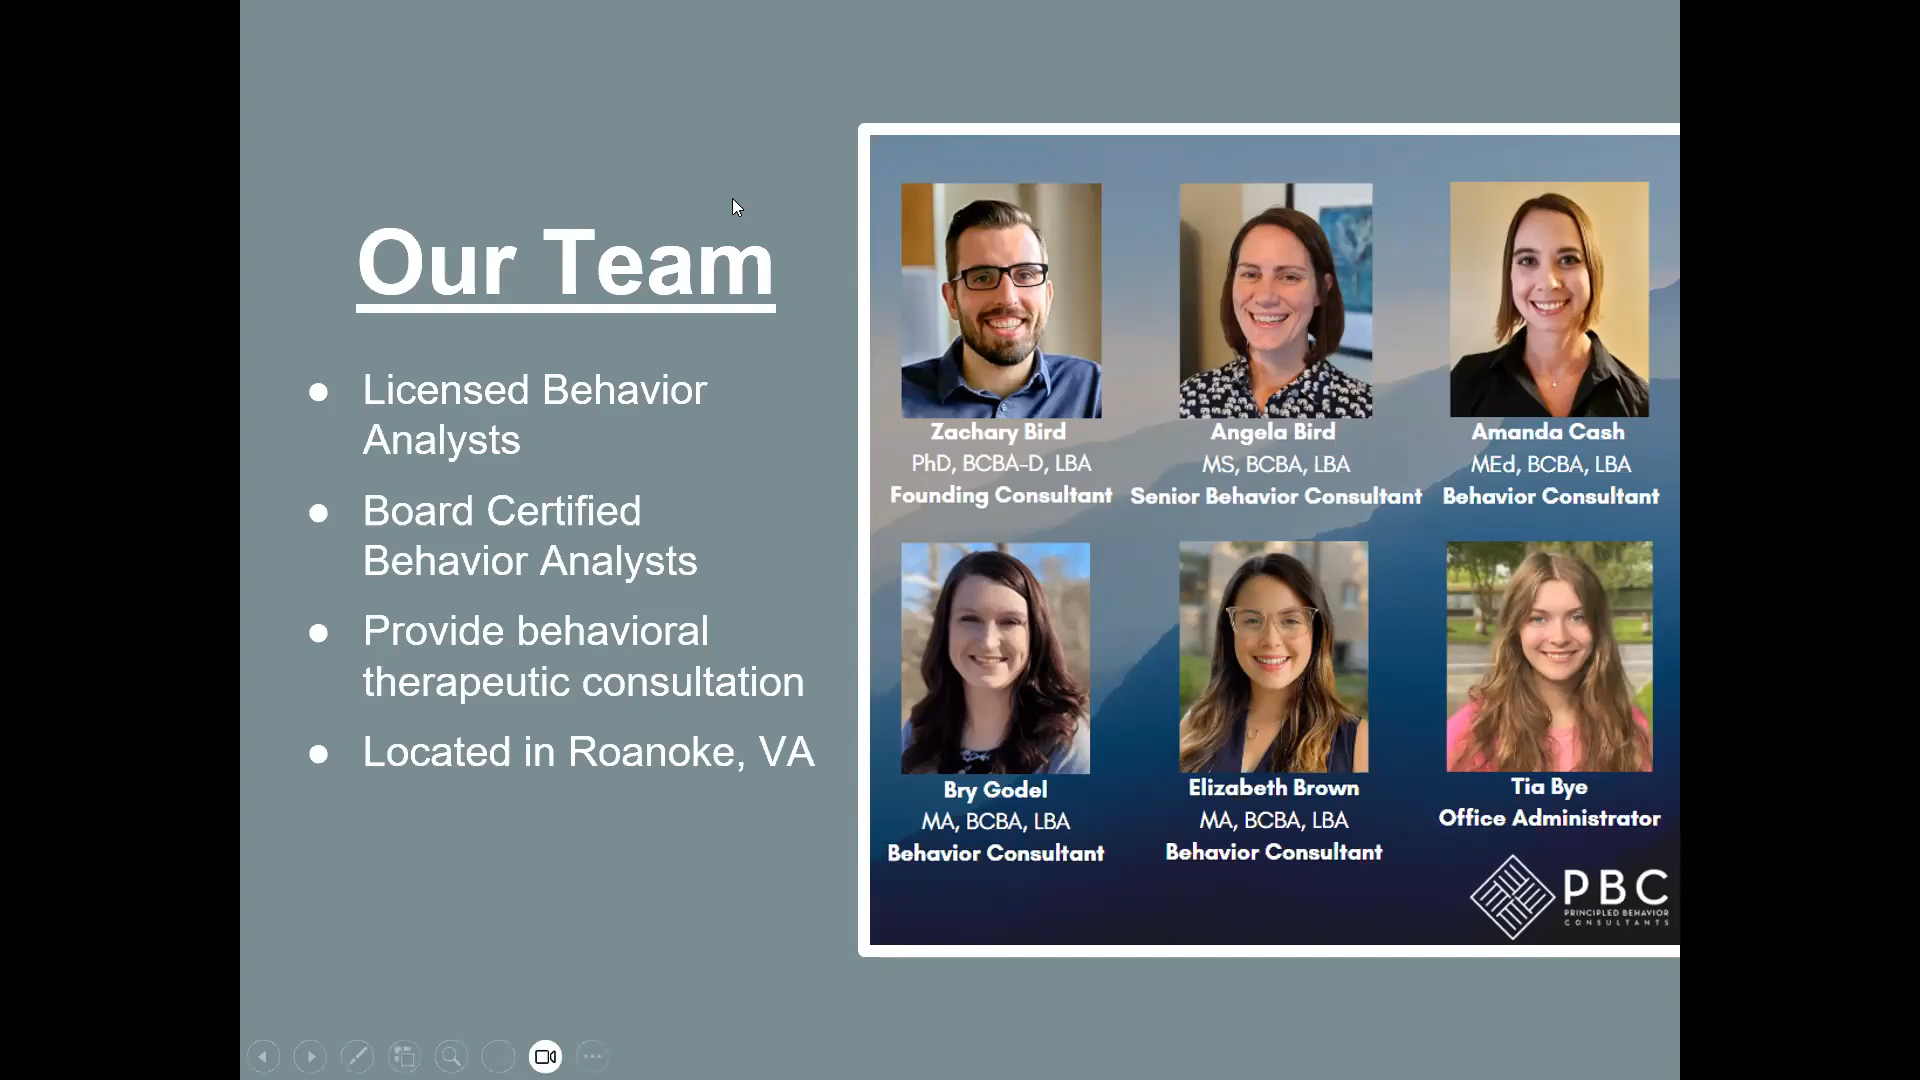 Our Team
● Licensed Behavior
Analysts
● Board Certified
Behavior Analysts
● Provide behavioral
therapeutic consultation
● Located in Roanoke, VA
Zachary Bird
PhD, BCBA-D, LBA
Founding Consultant
Angela Bird
MS, BCBA, LBA
Senior Behavior Consultant
Amanda Cash
MEd, BCBA, LBA
Behavior Consultant
Bry Godel
MA, BCBA, LBA
Behavior Consultant
Elizabeth Brown
MA, BCBA, LBA
Behavior Consultant
Tia Bye
Office Administrator
PBC
PRINCIPLED BEHAVIOR
CONSULTANTS